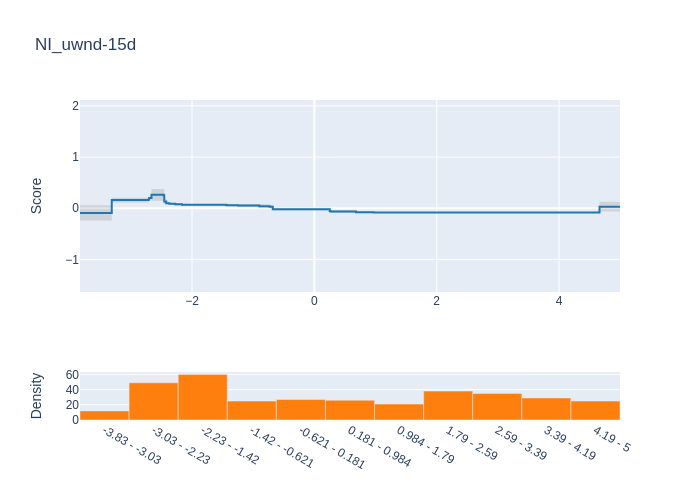 NI_uwnd-15d
2
1
0
−1
Score
−2
0
2
4
60
40
20
0
Density
-3.83 - -3.03
-3.03 - -2.23
-2.23 - -1.42
-1.42 - -0.621
-0.621 - 0.181
0.181 - 0.984
0.984 - 1.79
1.79 - 2.59
2.59 - 3.39
3.39 - 4.19
4.19 - 5